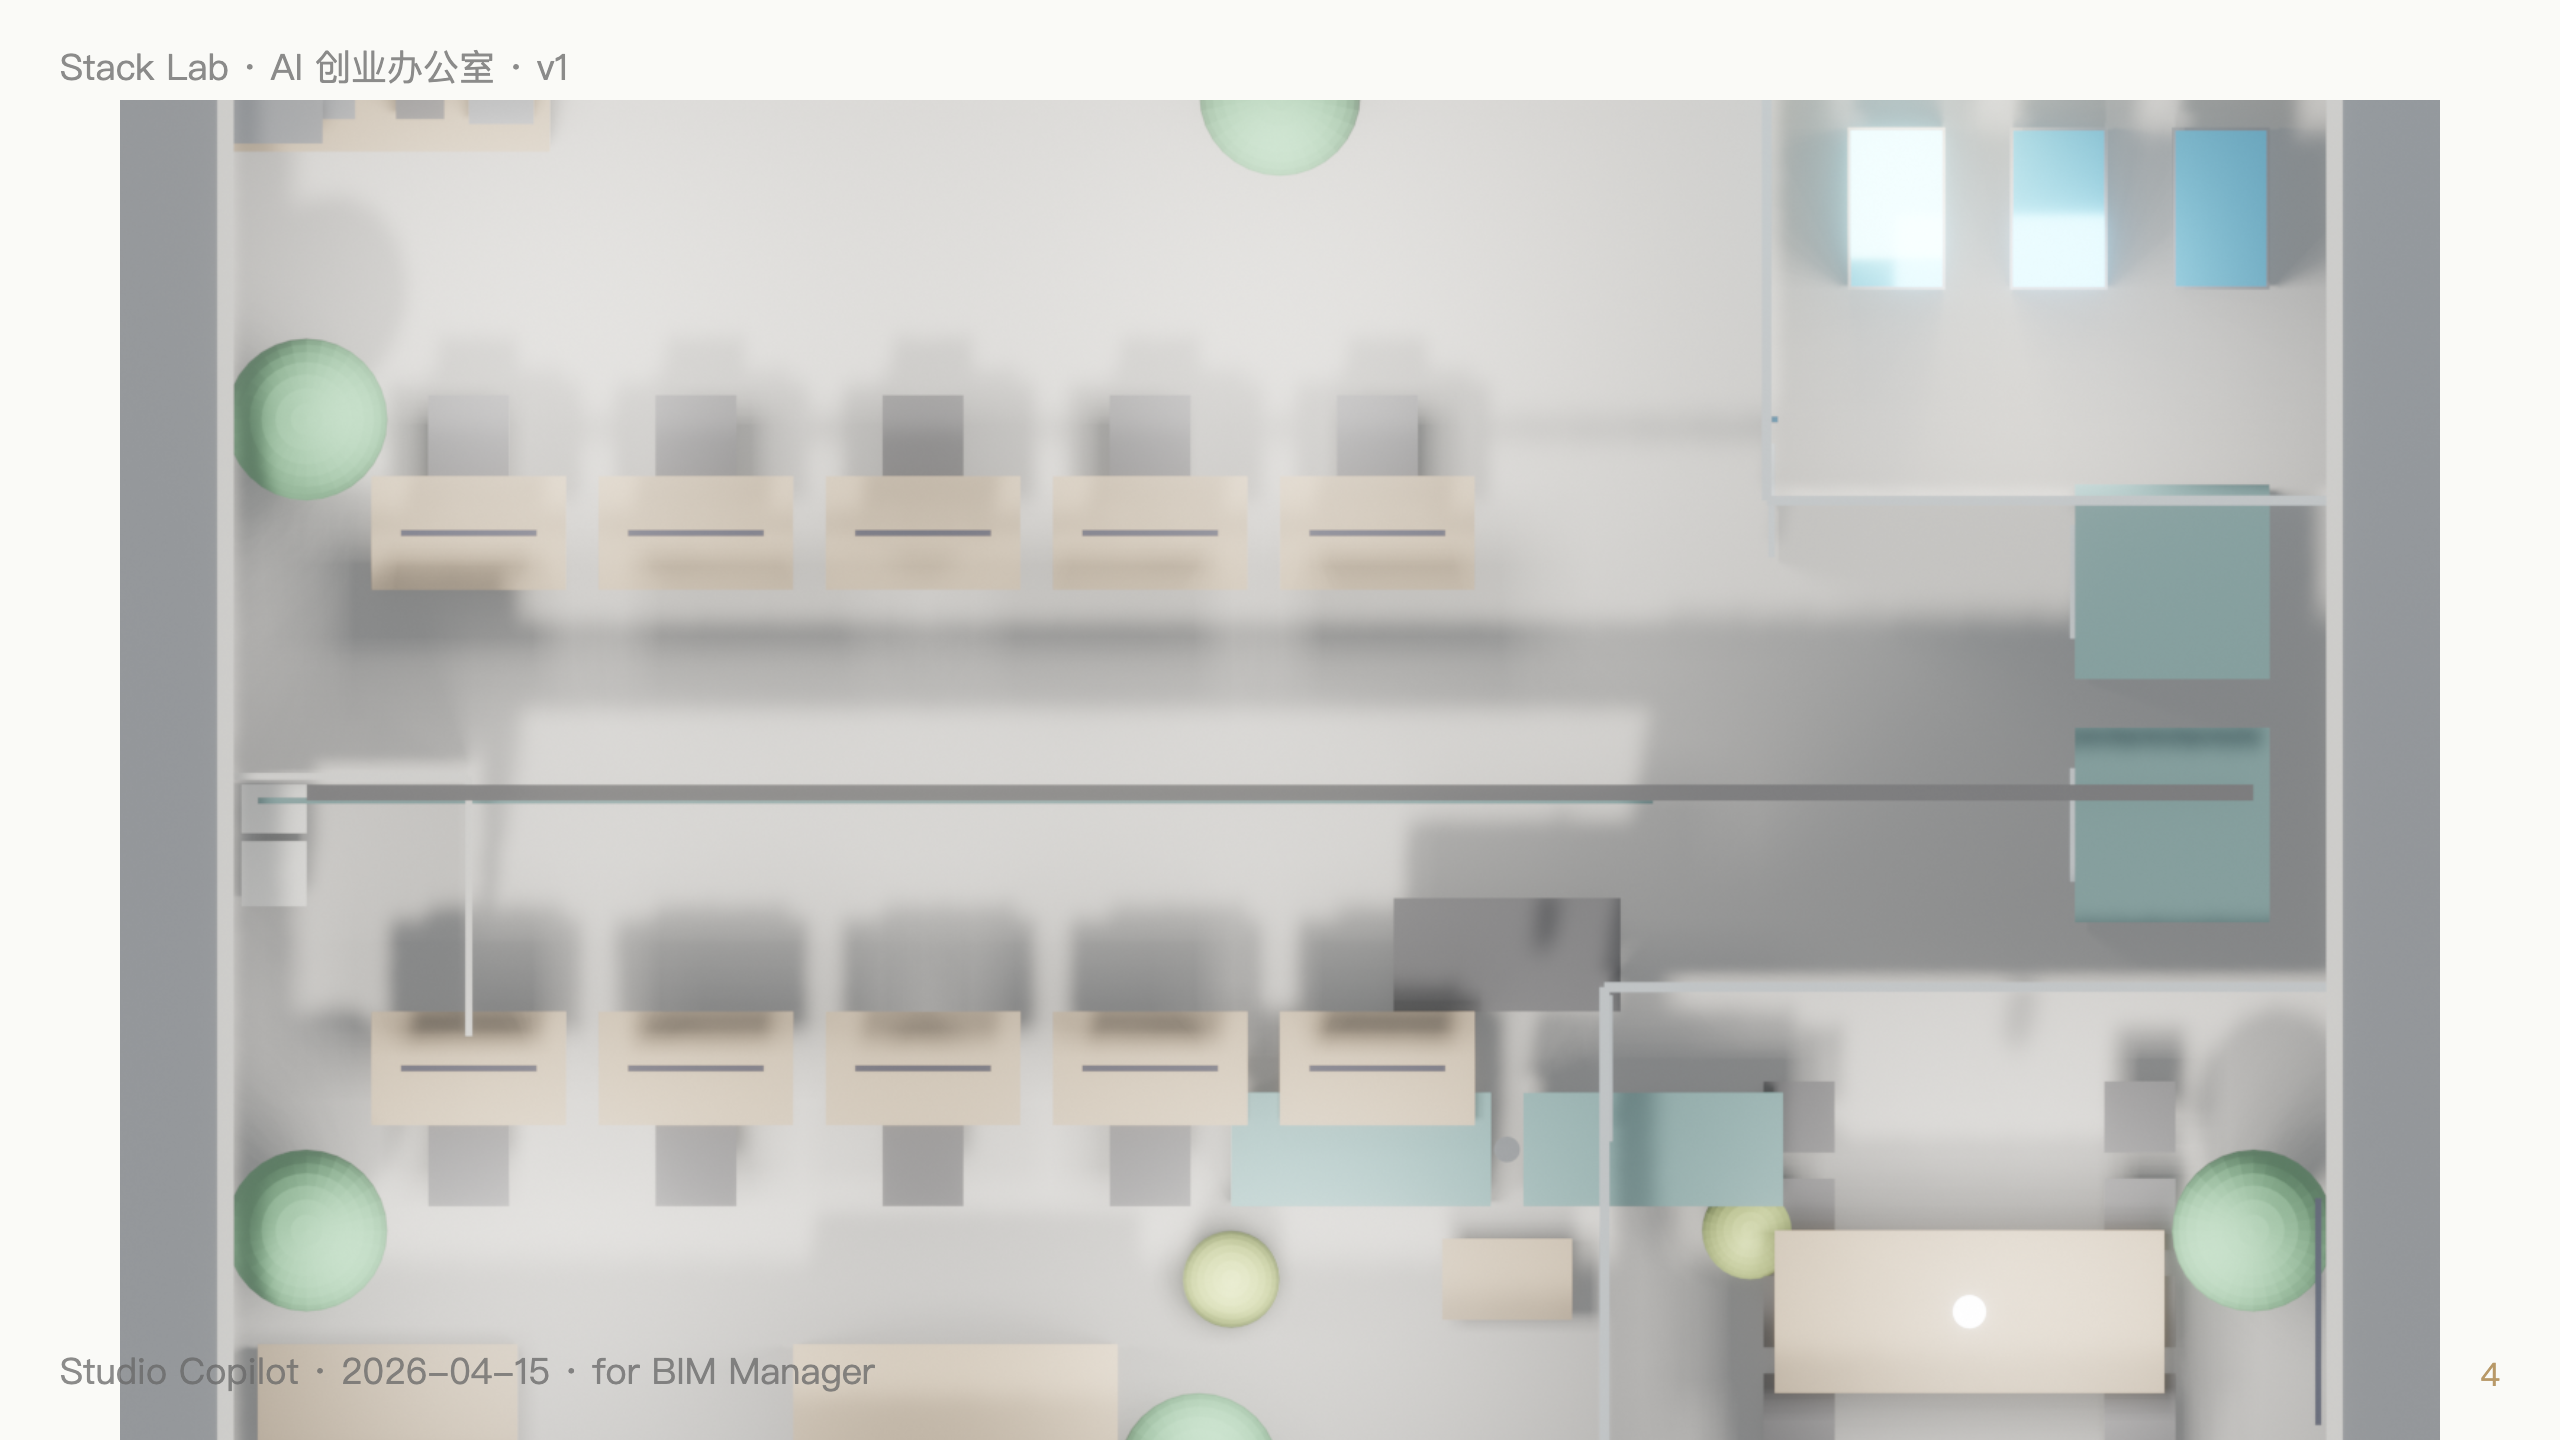 Stack Lab · AI 创业办公室 · v1
Studio Copilot · 2026-04-15 · for BIM Manager
4